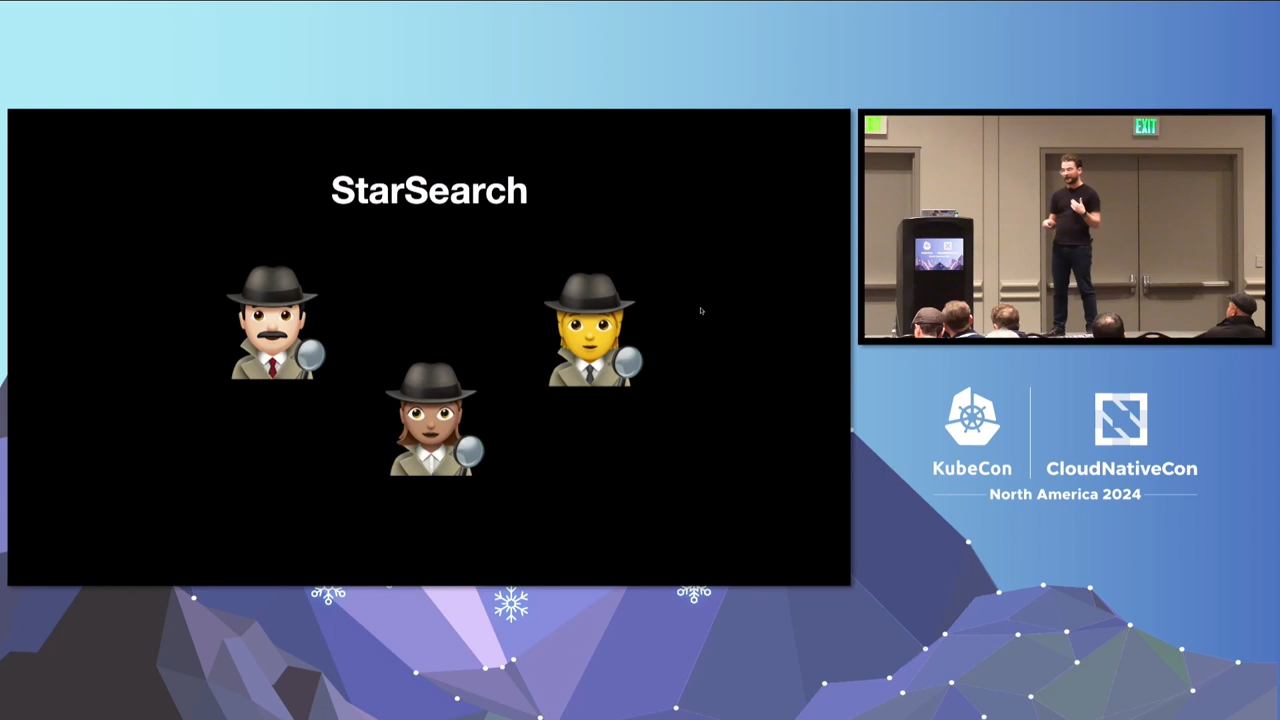 StarSearch
EXIT
KubeCon
CloudNativeCon
North America 2024